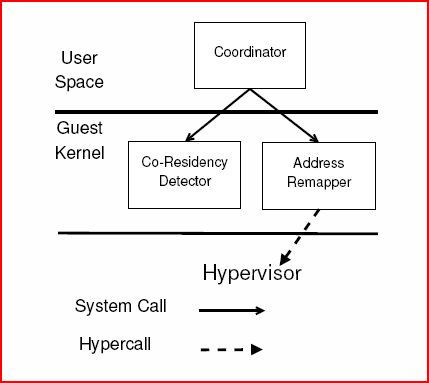 Coordinator
User
Space
Guest
Kernel
Co-Residency
Detector
Address
Remapper
Hypervisor
System Call
Hypercall